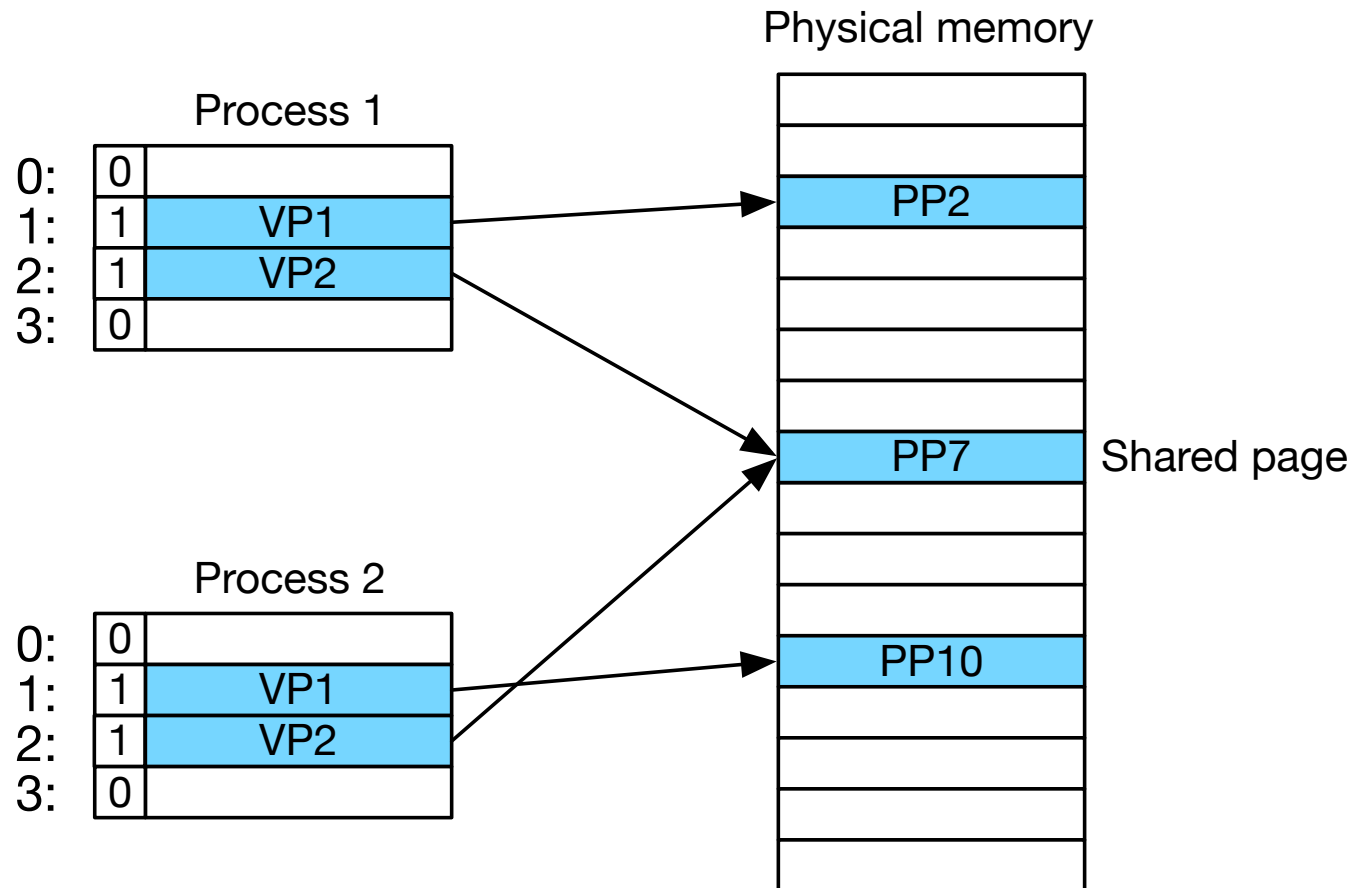 Physical memory
Process 1
0: 0
1: 1 VP1
2: 1 VP2
3: 0
PP2
PP7 Shared page
Process 2
0: 0
1: 1 VP1
2: 1 VP2
3: 0
PP10